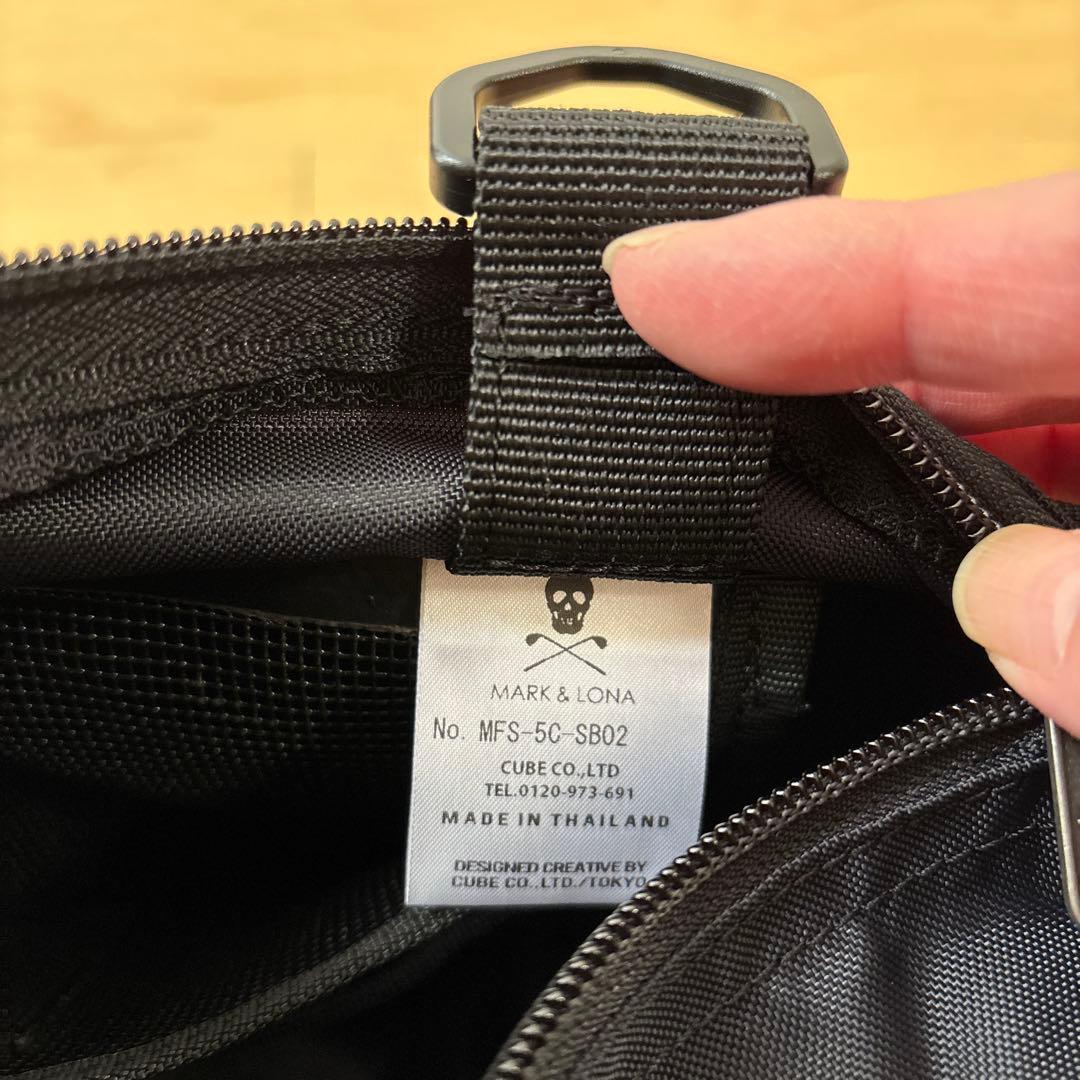 MARK & LONA
No. MFS-5C-SB02
CUBE CO.,LTD
TEL.0120-973-691
MADE IN THAILAND
DESIGNED CREATIVE BY
CUBE CO.,LTD./TOKYO